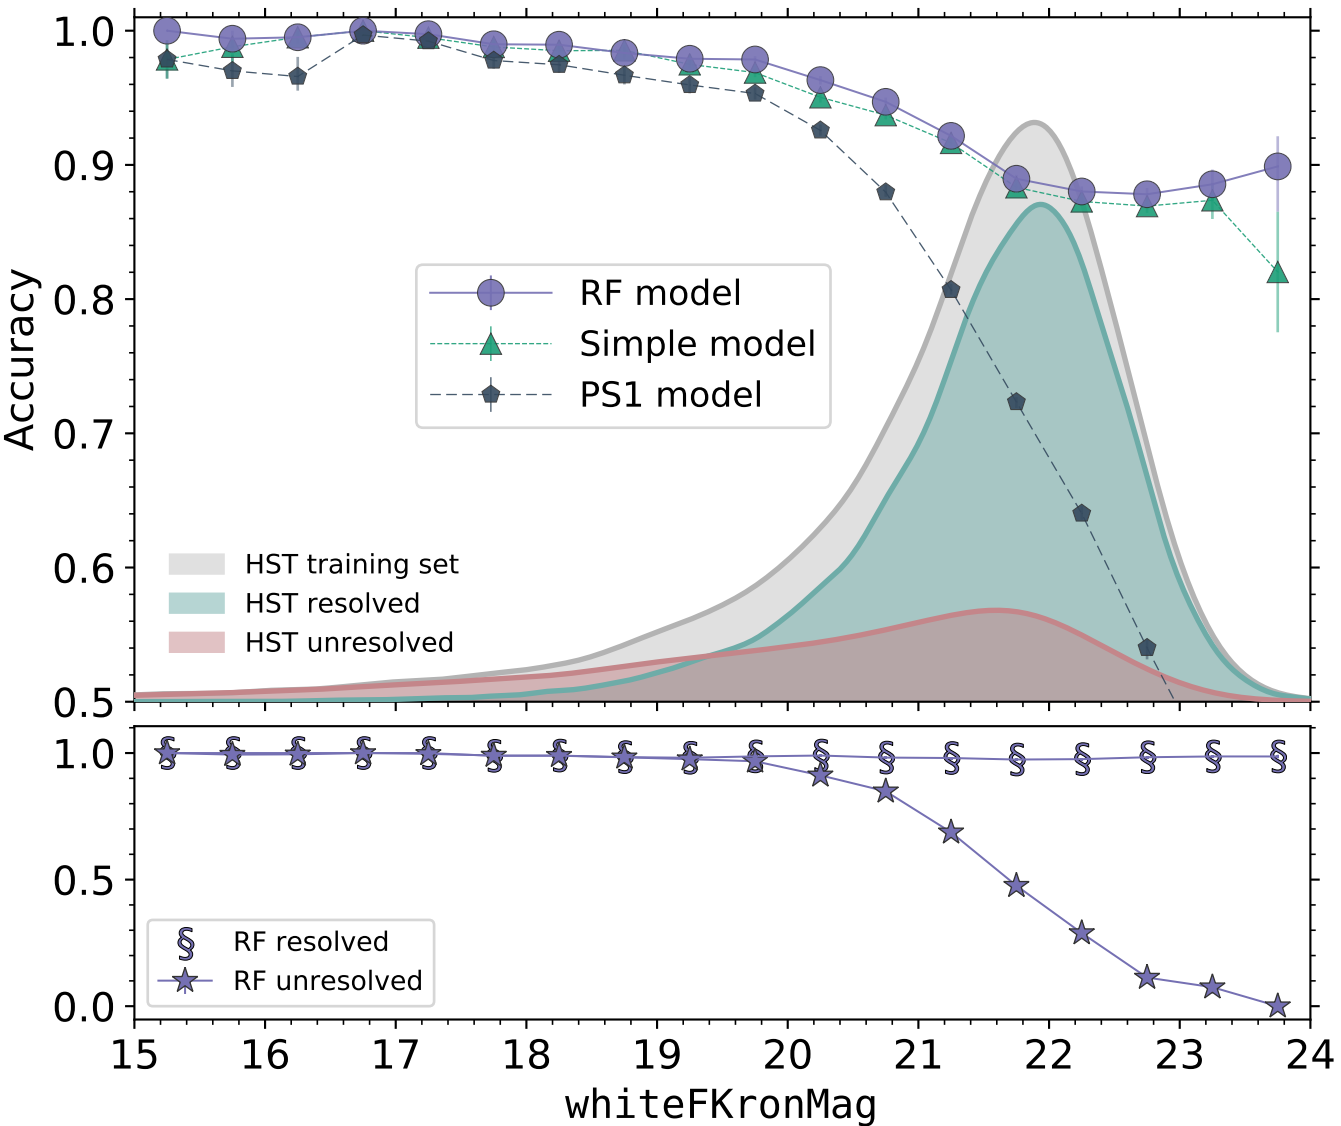 1.0
0.9
0.8
0.7
0.6
0.5
Accuracy
RF model
Simple model
PS1 model
HST training set
HST resolved
HST unresolved
1.0
0.5
0.0
§ RF resolved
RF unresolved
15 16 17 18 19 20 21 22 23 24
whiteFKronMag